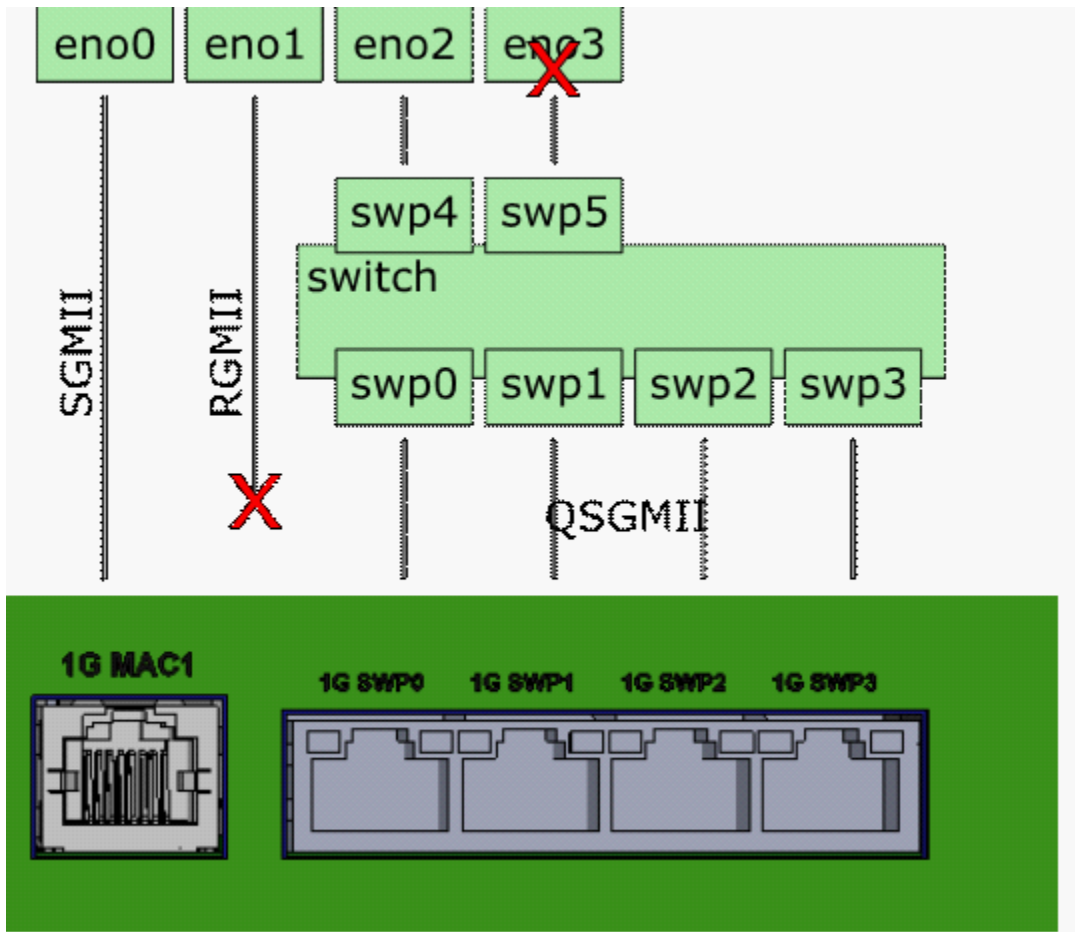 eno0 eno1 eno2 eno3
swp4 swp5
switch
SGMII RGMII
swp0 swp1 swp2 swp3
QSGMII
1G MAC1
1G SWP0 1G SWP1 1G SWP2 1G SWP3